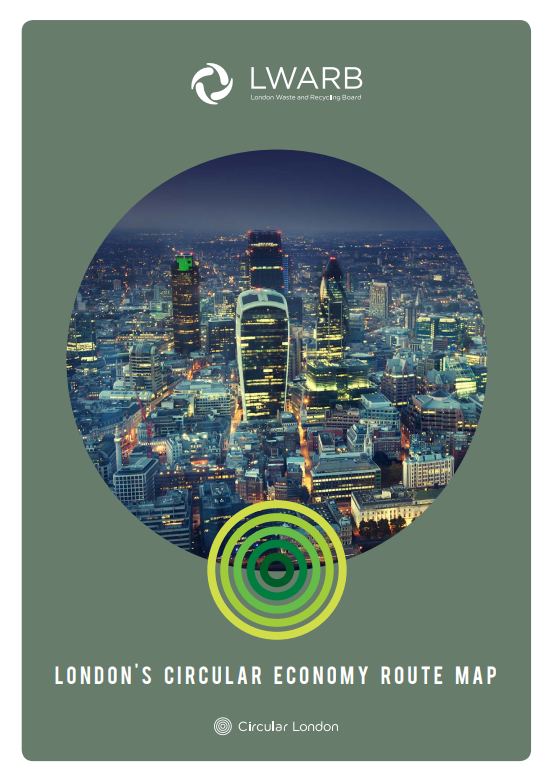 LWARB
London Waste and Recycling Board
LONDON'S CIRCULAR ECONOMY ROUTE MAP
Circular London